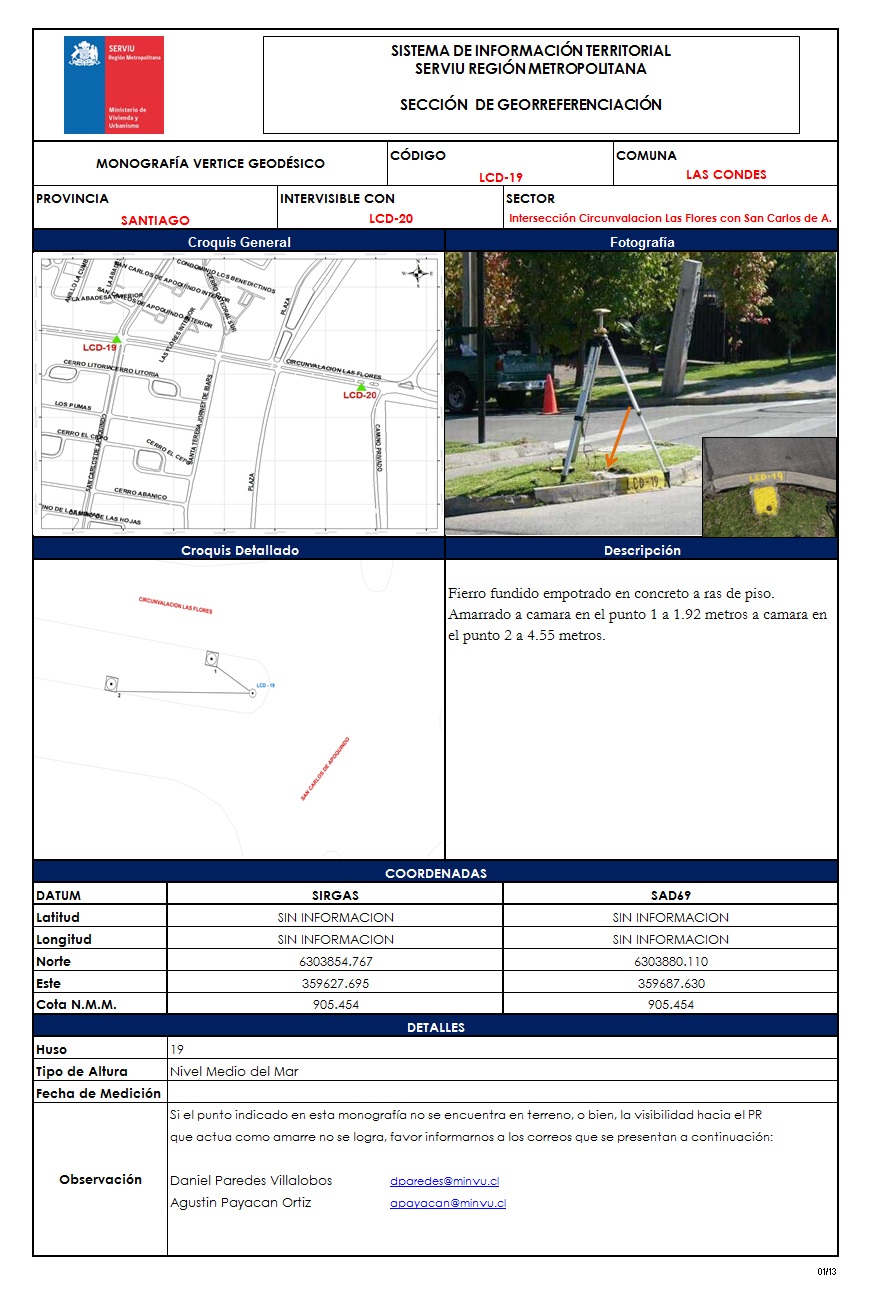 SERVIU
Región Metropolitana
Ministerio de
Vivienda y
Urbanismo
SISTEMA DE INFORMACIÓN TERRITORIAL
SERVIU REGIÓN METROPOLITANA
SECCIÓN DE GEORREFERENCIACIÓN
MONOGRAFÍA VERTICE GEODÉSICO
CÓDIGO
LCD-19
COMUNA
LAS CONDES
PROVINCIA
SANTIAGO
INTERVISIBLE CON
LCD-20
SECTOR
Intersección Circunvalacion Las Flores con San Carlos de A.
Croquis General
Fotografía
CONDOMINIO LOS BENEDICTINOS
SAN CARLOS DE APOQUINDO INTERIOR
SAN CARLOS DE APOQUINDO INTERIOR
LA ABADESA INTERIOR
LAS FLORES INTERIOR
PLAZA
LCD-19
CIRCUNVALACION LAS FLORES
LCD-20
CERRO LITORIA
CERRO LITORIA
LOS PUMAS
CERRO EL CEPO
CERRO EL CEPO
SAN CARLOS DE APOQUINDO
SANTA TERESA JORNET DE IBARS
CAMINO PRIVADO
PLAZA
CERRO ABANICO
DE LAS HOJAS
N
W
E
S
LCD-19
LCD-19
Croquis Detallado
Descripción
CIRCUNVALACION LAS FLORES
1
2
LCD - 19
SAN CARLOS DE APOQUINDO
Fierro fundido empotrado en concreto a ras de piso.
Amarrado a camara en el punto 1 a 1.92 metros a camara en
el punto 2 a 4.55 metros.
COORDENADAS
DATUM SIRGAS SAD69
Latitud SIN INFORMACION SIN INFORMACION
Longitud SIN INFORMACION SIN INFORMACION
Norte 6303854.767 6303880.110
Este 359627.695 359687.630
Cota N.M.M. 905.454 905.454
DETALLES
Huso 19
Tipo de Altura Nivel Medio del Mar
Fecha de Medición
Observación
Si el punto indicado en esta monografía no se encuentra en terreno, o bien, la visibilidad hacia el PR
que actua como amarre no se logra, favor informarnos a los correos que se presentan a continuación:
Daniel Paredes Villalobos dparedes@minvu.cl
Agustin Payacan Ortiz apayacan@minvu.cl
01/13